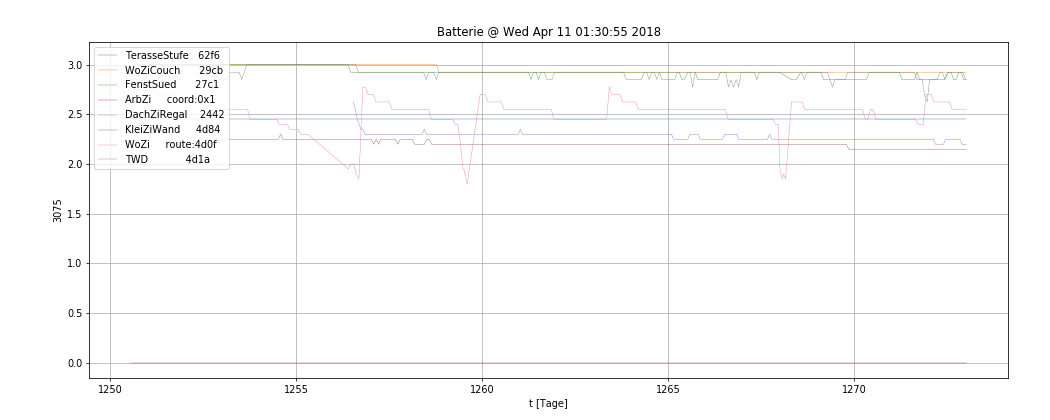 Batterie @ Wed Apr 11 01:30:55 2018
TerasseStufe 62f6
WoZiCouch 29cb
FenstSued 27c1
ArbZi coord:0x1
DachZiRegal 2442
KleiZiWand 4d84
WoZi route:4d0f
TWD 4d1a
3.0
2.5
2.0
1.5
1.0
0.5
0.0
3075
1250 1255 1260 1265 1270
t [Tage]